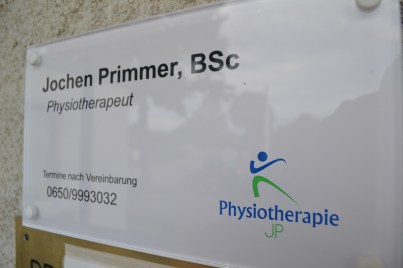 Jochen Primmer, BSc
Physiotherapeut
Termine nach Vereinbarung
0650/9993032
Physiotherapie
JP